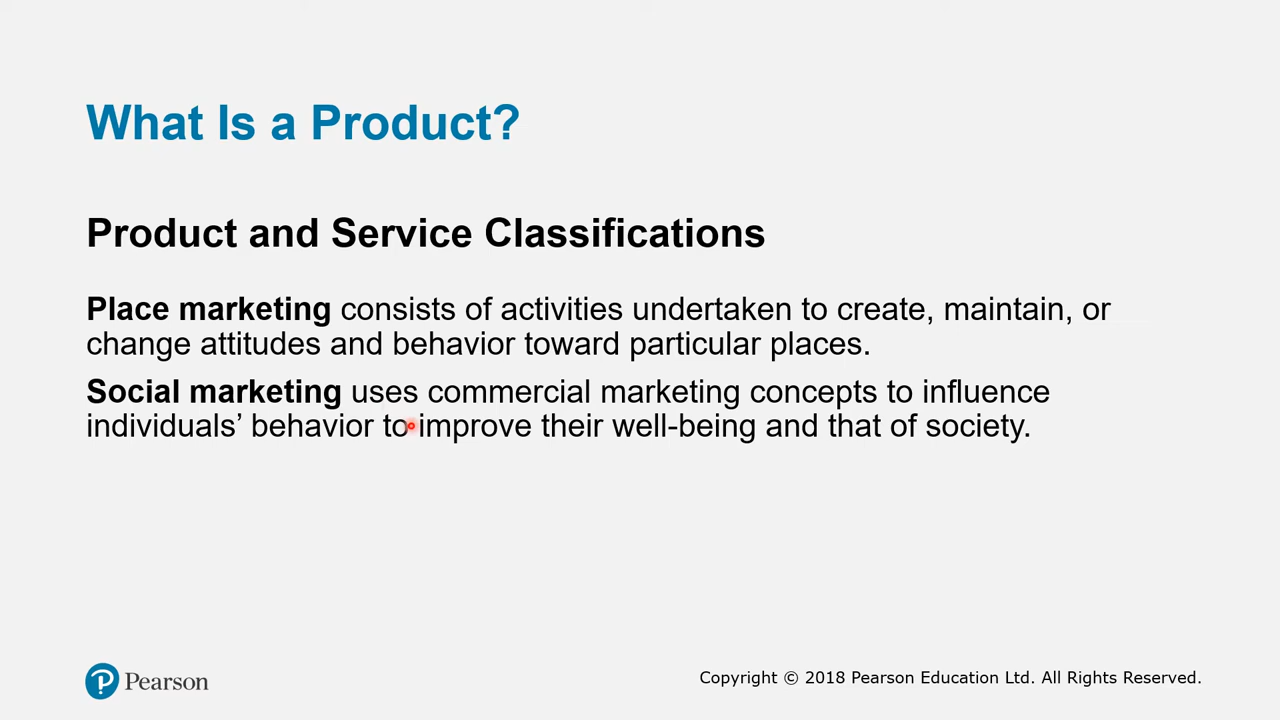 What Is a Product?
Product and Service Classifications
Place marketing consists of activities undertaken to create, maintain, or
change attitudes and behavior toward particular places.
Social marketing uses commercial marketing concepts to influence
individuals’ behavior to improve their well-being and that of society.
Pearson
Copyright © 2018 Pearson Education Ltd. All Rights Reserved.